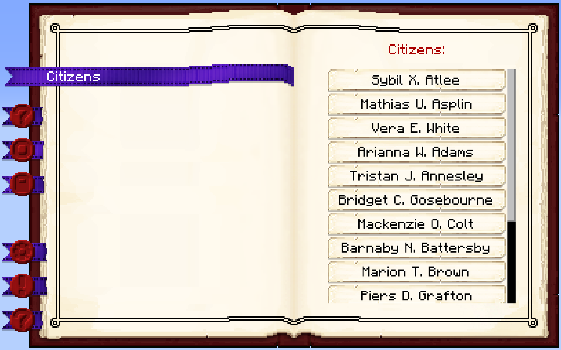 Citizens
Citizens:
Sybil X. Atlee
Mathias U. Asplin
Vera E. White
Arianna W. Adams
Tristan J. Annesley
Bridget C. Gosebourne
Mackenzie O. Colt
Barnaby N. Battersby
Marion T. Brown
Piers D. Grafton